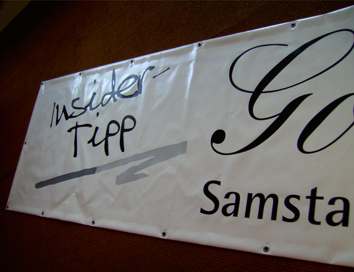 Insider-
Tipp
Go
Samsta